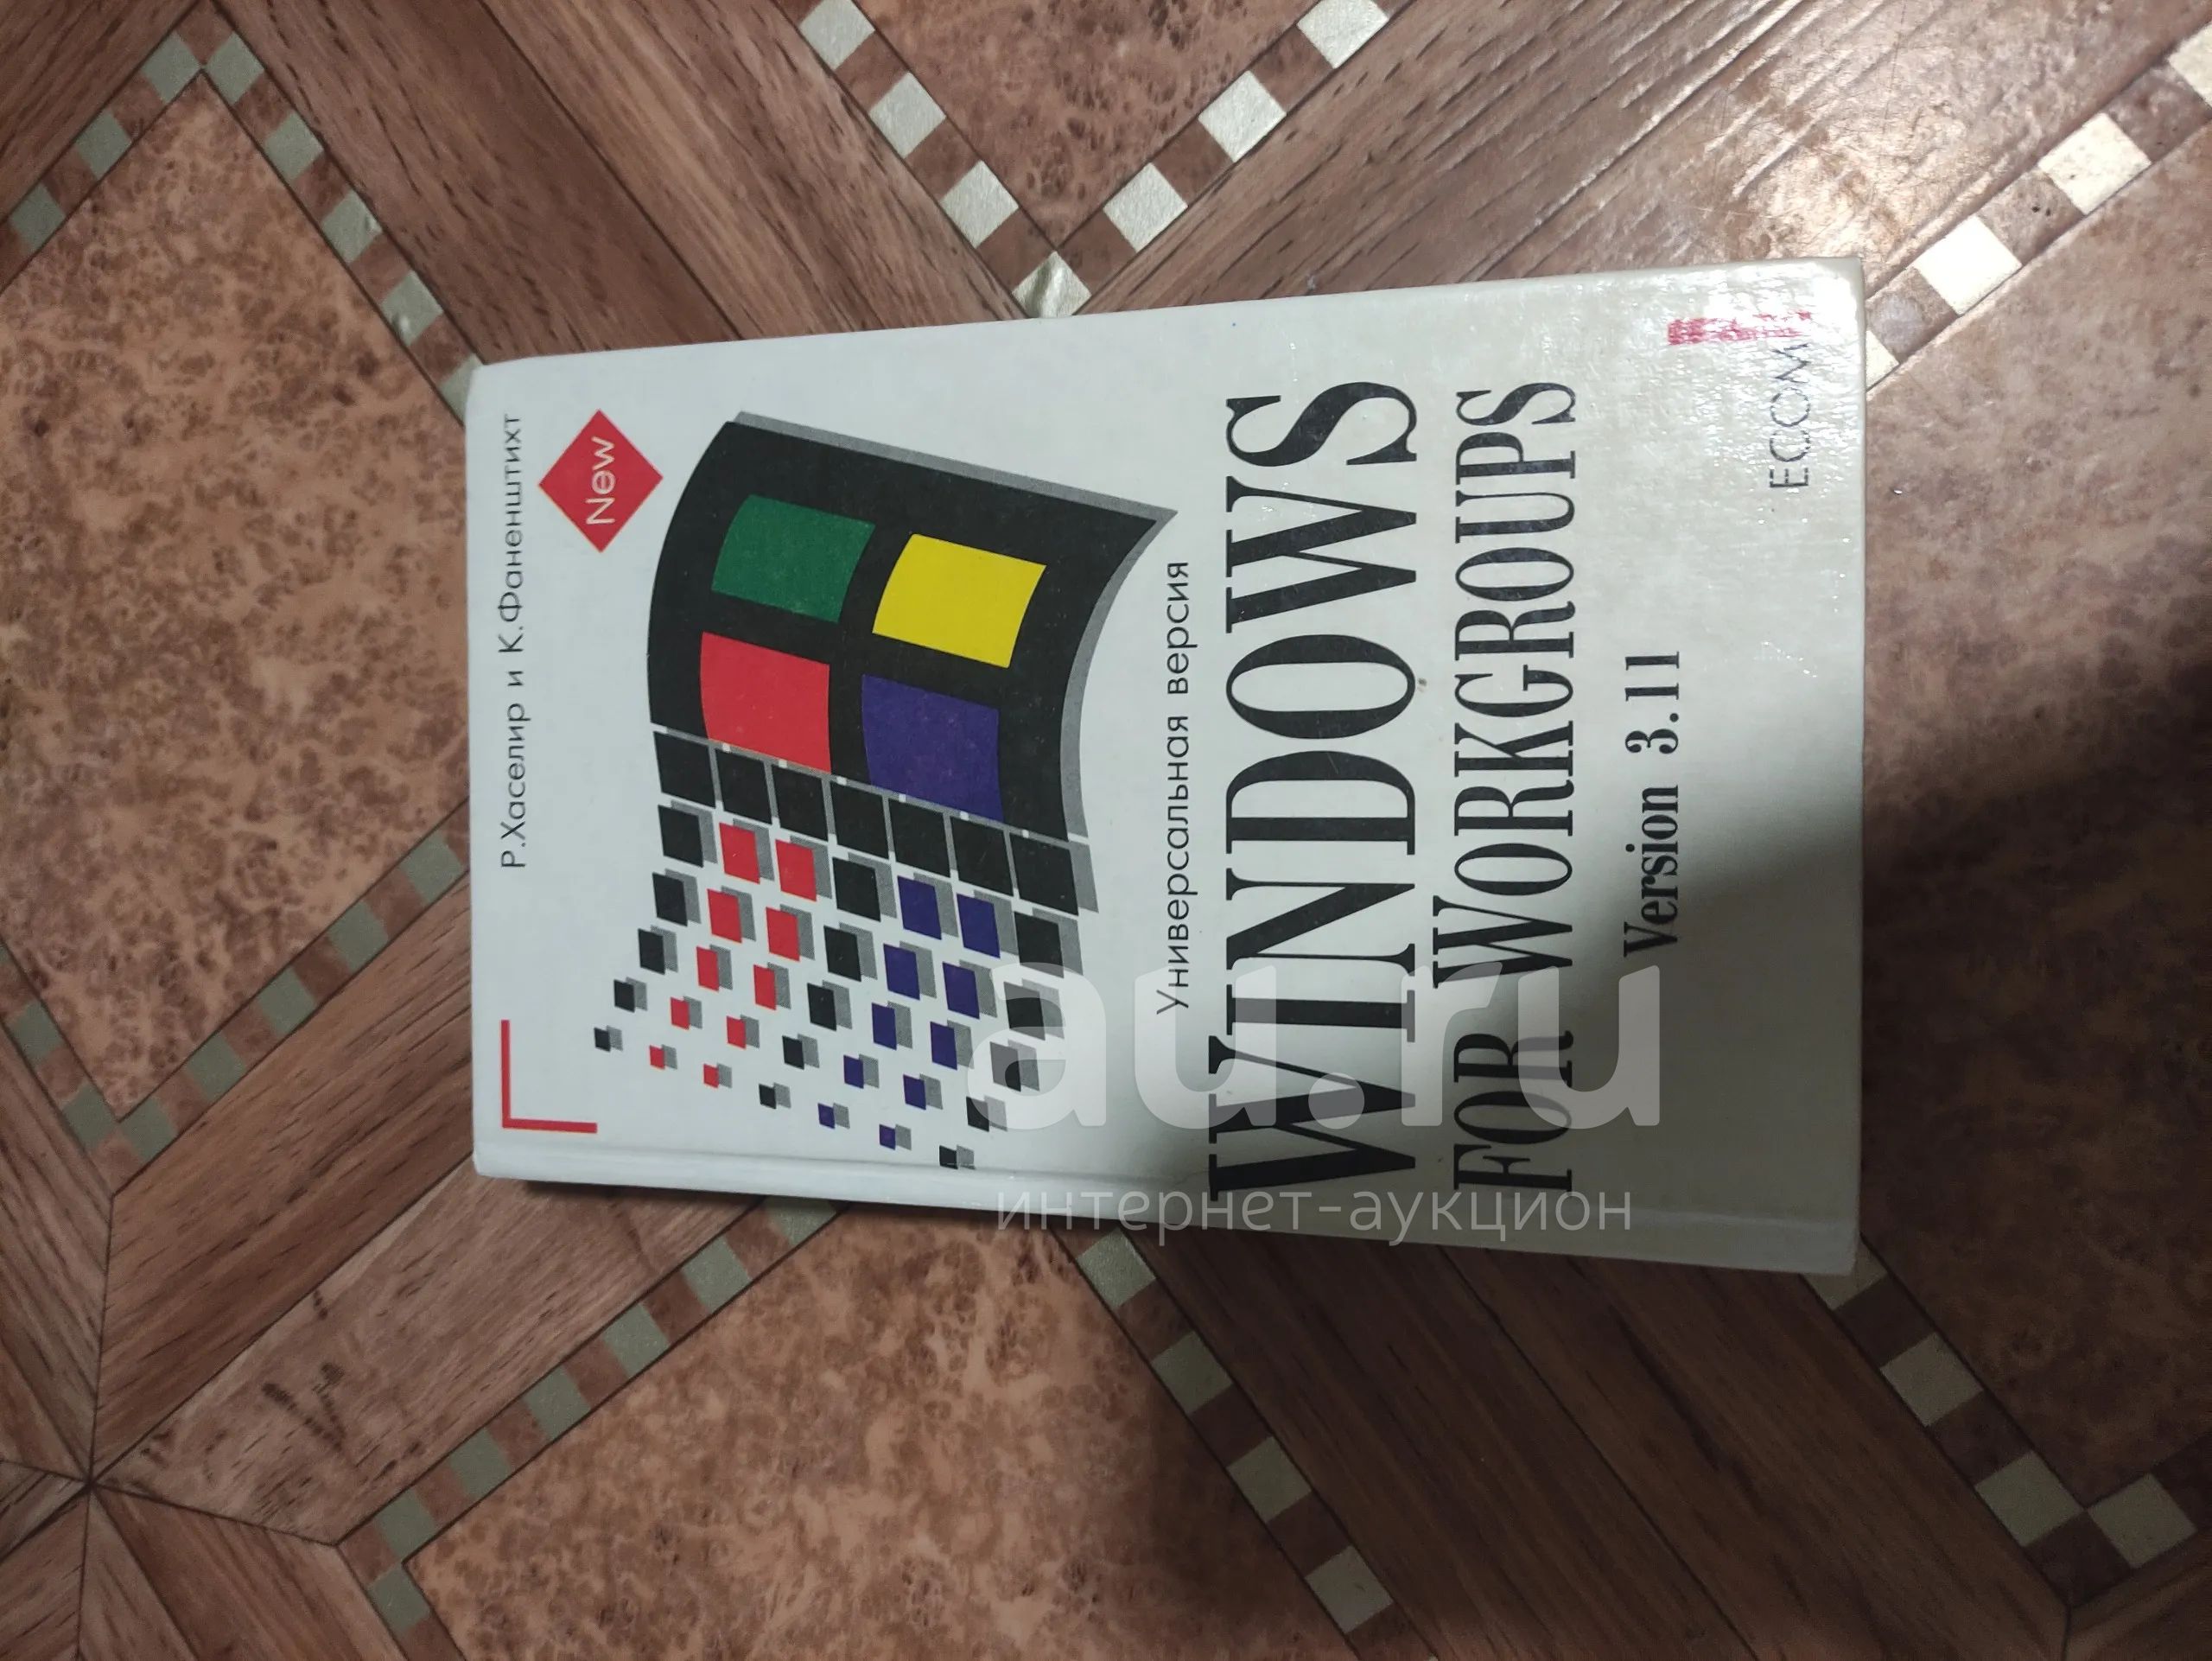 Р.Хаселир и К.Фаненштихт
New
Универсальная версия
WINDOWS
FOR WORKGROUPS
Version 3.11
ECOM
au.ru
интернет-аукцион